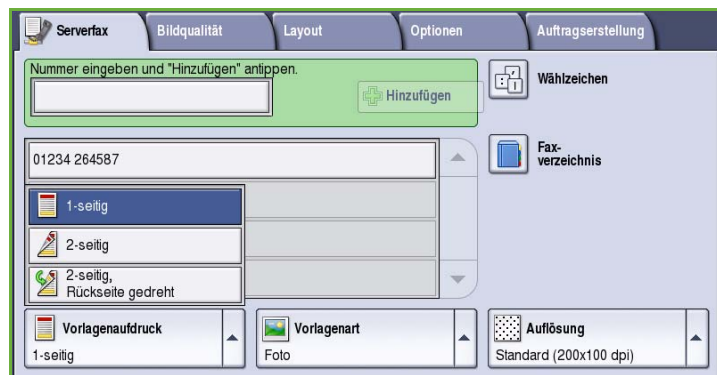 Serverfax
Bildqualität
Layout
Optionen
Auftragserstellung
Nummer eingeben und "Hinzufügen" antippen.
Hinzufügen
Wählzeichen
01234 264587
Fax-
verzeichnis
1-seitig
2-seitig
2-seitig,
Rückseite gedreht
Vorlagenaufdruck
1-seitig
Vorlagenart
Foto
Auflösung
Standard (200x100 dpi)